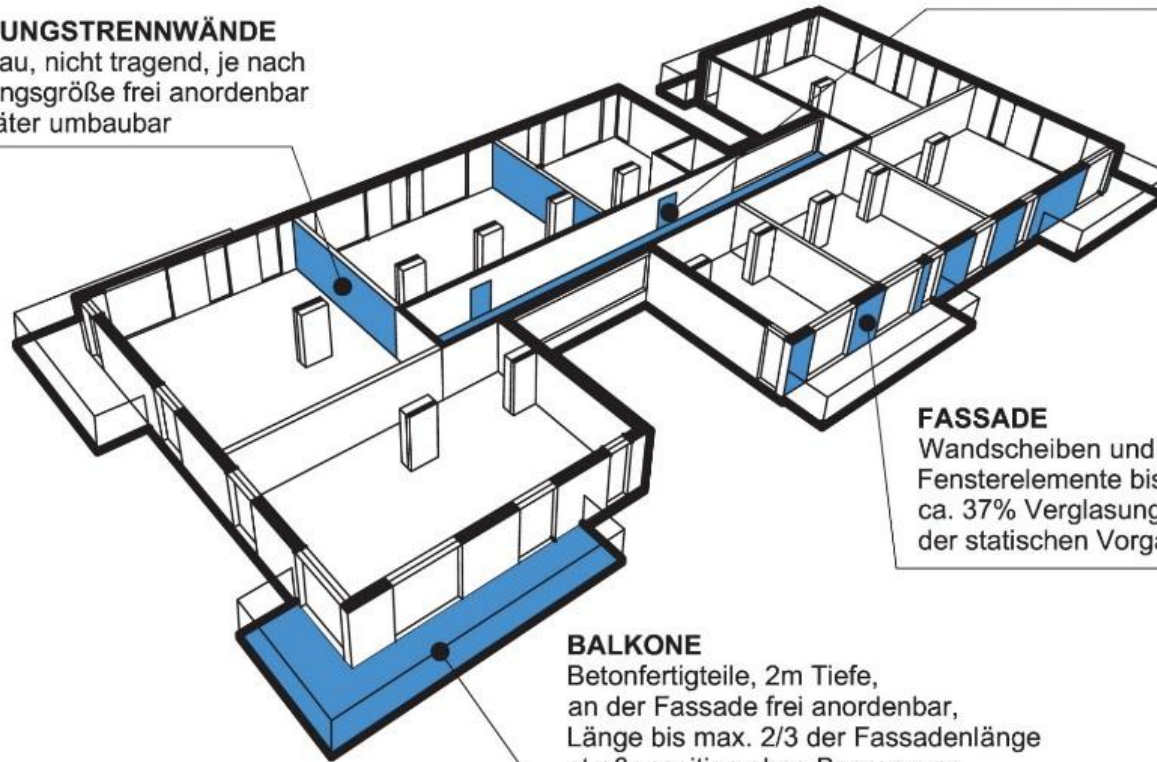 UNGSTRENNWÄNDE
au, nicht tragend, je nach
ngsgröße frei anordenbar
äter umbaubar
FASSADE
Wandscheiben und
Fensterelemente bis
ca. 37% Verglasung
der statischen Vorga
BALKONE
Betonfertigteile, 2m Tiefe,
an der Fassade frei anordenbar,
Länge bis max. 2/3 der Fassadenlänge